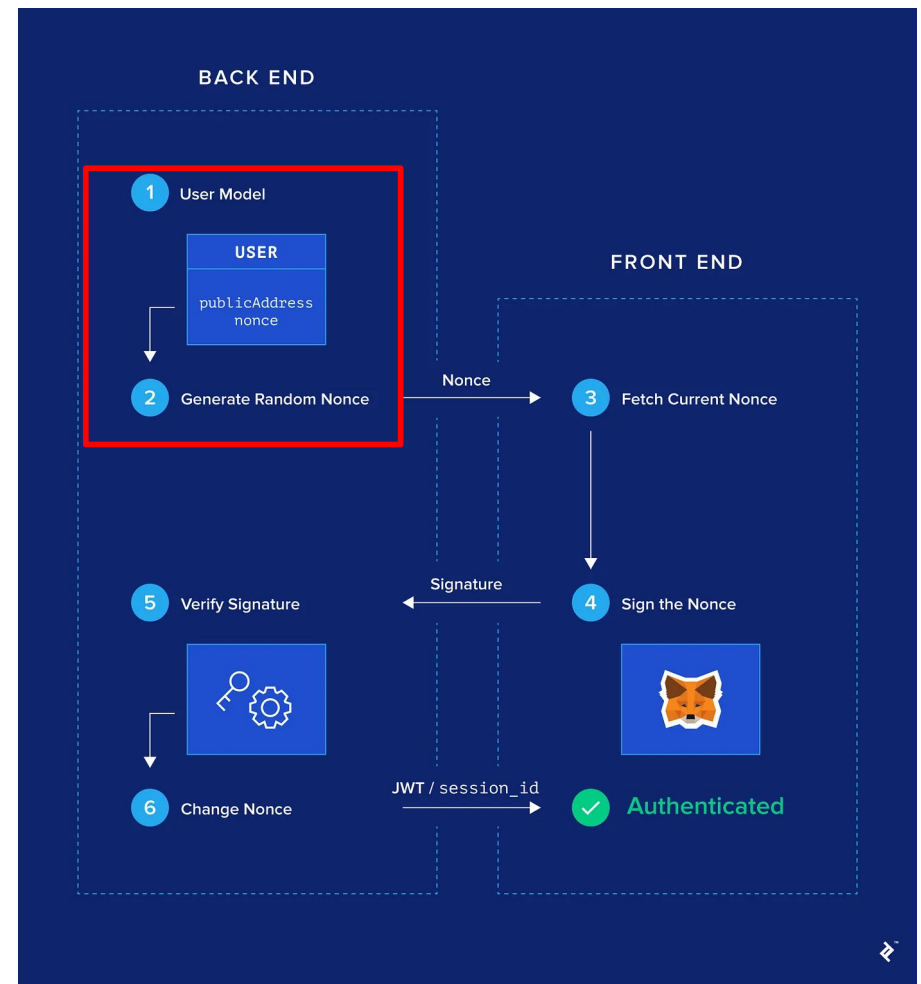 BACK END
1 User Model
USER
publicAddress
nonce
2 Generate Random Nonce
Nonce
FRONT END
3 Fetch Current Nonce
4 Sign the Nonce
Signature
5 Verify Signature
6 Change Nonce
JWT / session_id
Authenticated